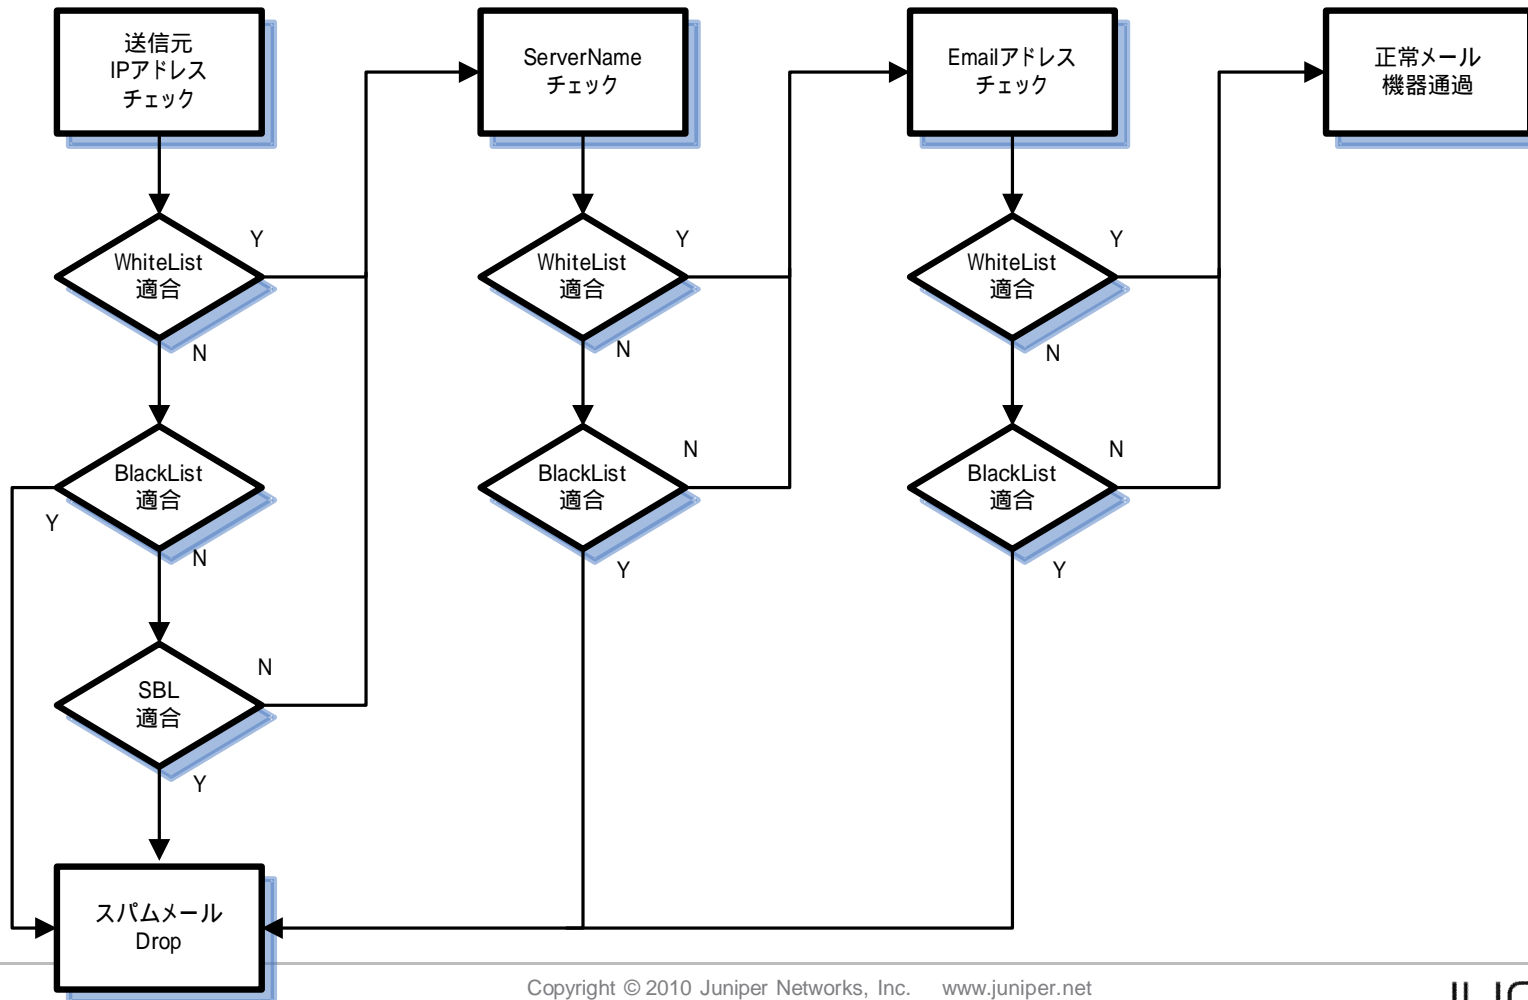 送信元
IPアドレス
チェック
ServerName
チェック
Emailアドレス
チェック
正常メール
機器通過
WhiteList
適合
Y
N
WhiteList
適合
Y
N
WhiteList
適合
Y
N
BlackList
適合
Y
N
BlackList
適合
N
Y
BlackList
適合
N
Y
SBL
適合
N
Y
スパムメール
Drop
Copyright © 2010 Juniper Networks, Inc. www.juniper.net